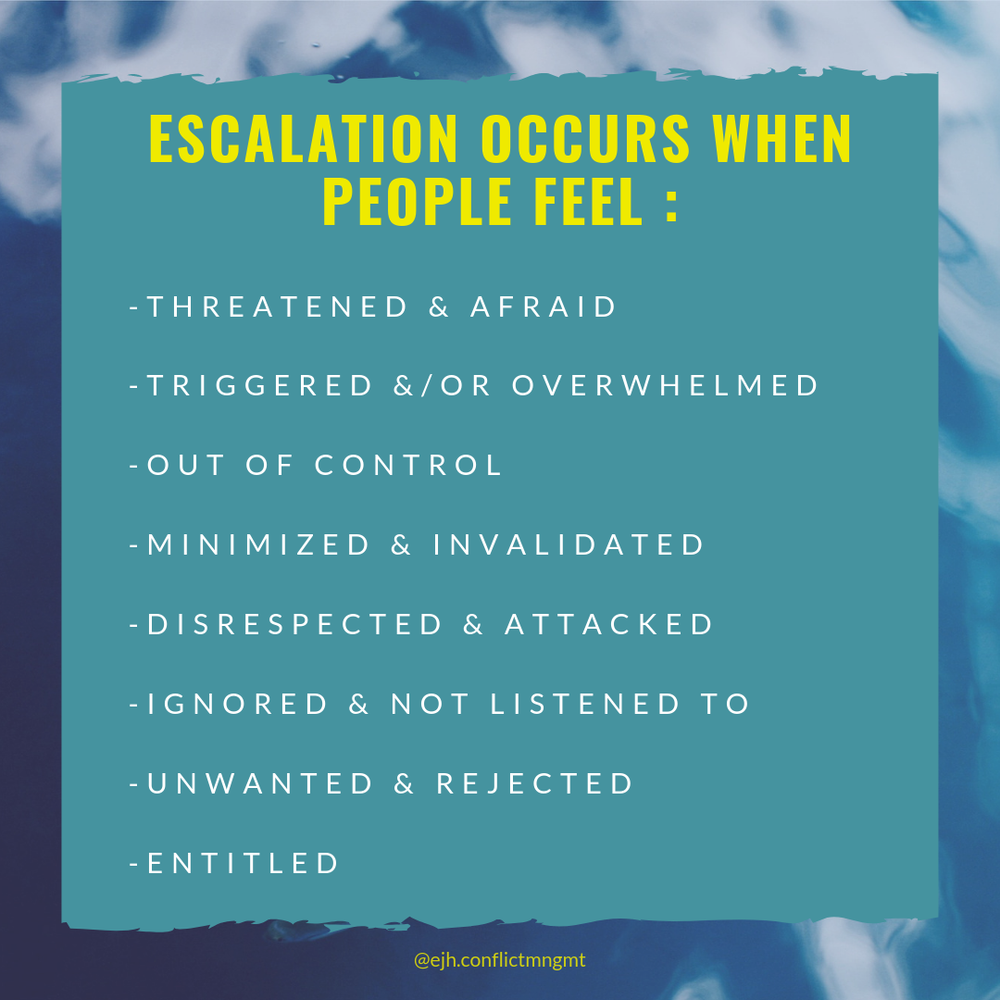 ESCALATION OCCURS WHEN
PEOPLE FEEL :
-THREATENED & AFRAID
-TRIGGERED &/OR OVERWHELMED
-OUT OF CONTROL
-MINIMIZED & INVALIDATED
-DISRESPECTED & ATTACKED
-IGNORED & NOT LISTENED TO
-UNWANTED & REJECTED
-ENTITLED
@ejh.conflictmngmt